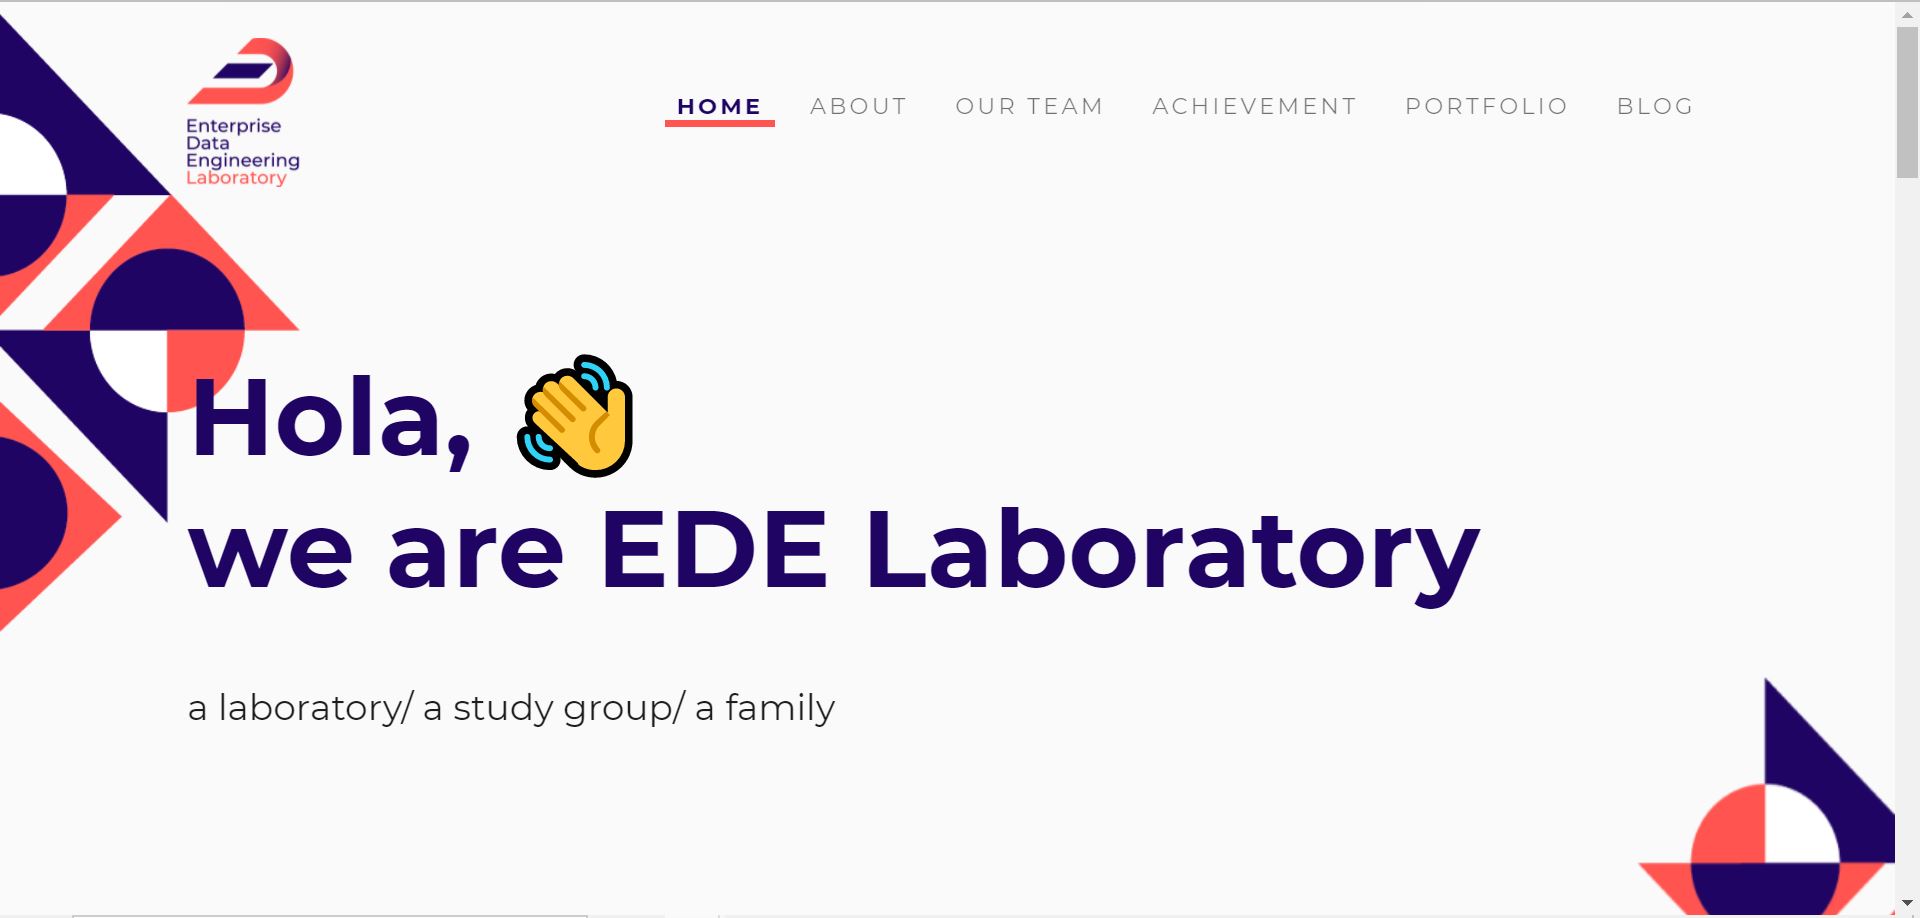 Enterprise
Data
Engineering
Laboratory
HOME ABOUT OUR TEAM ACHIEVEMENT PORTFOLIO BLOG
Hola, 👋
we are EDE Laboratory
a laboratory/ a study group/ a family